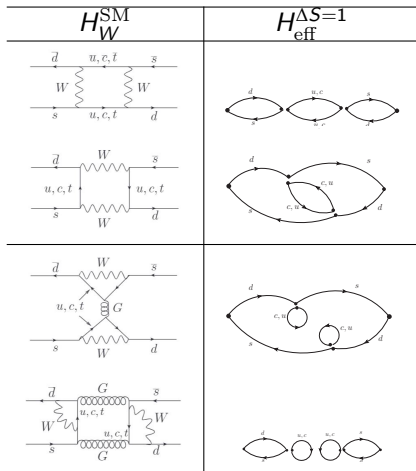 H_W^SM H_eff^ΔS=1
d̄ ū, c̄, t̄ s̄
W W
s u, c, t d
d u, c s
s u, c d
d̄ W s̄
u, c, t u, c, t
s W d
d s
c, u
c, u
s d
d̄ W s̄
u, c, t G
s W d
d s
c, u
c, u
s d
d̄ G s̄
u, c, t W
W u, c, t
s G d
d u, c u, c s
s d